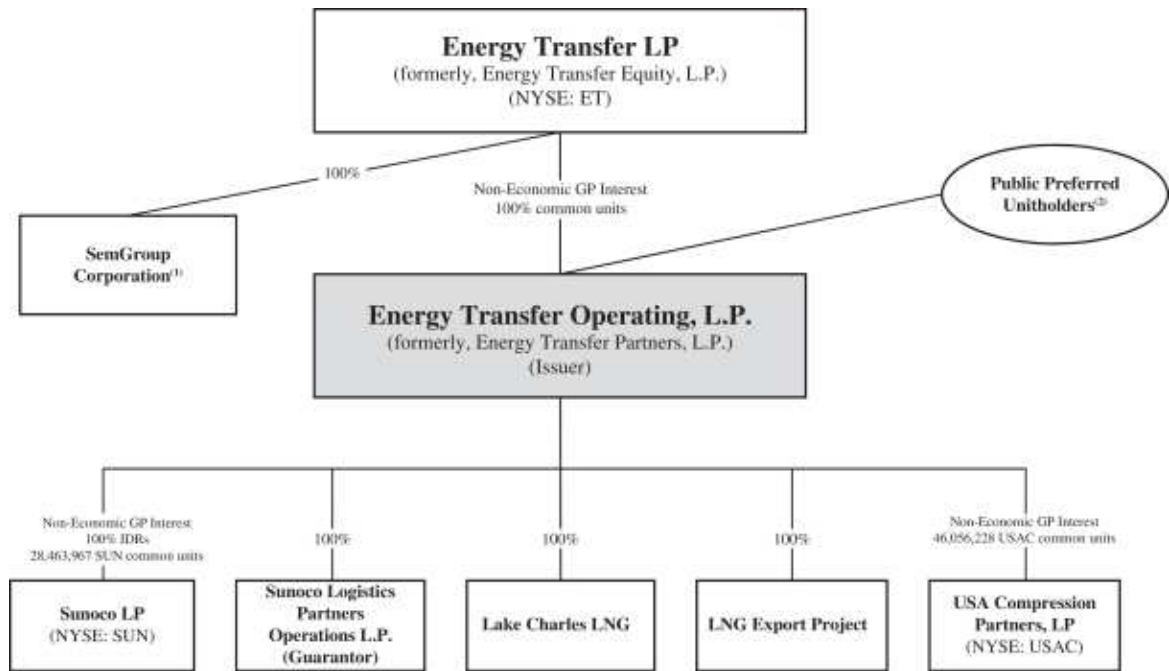 Energy Transfer LP
(formerly, Energy Transfer Equity, L.P.)
(NYSE: ET)
100%
Non-Economic GP Interest
100% common units
Public Preferred
Unitholders(2)
SemGroup
Corporation(1)
Energy Transfer Operating, L.P.
(formerly, Energy Transfer Partners, L.P.)
(Issuer)
Non-Economic GP Interest
100% IDRs
28,463,967 SUN common units
100%
100%
100%
Non-Economic GP Interest
46,056,228 USAC common units
Sunoco LP
(NYSE: SUN)
Sunoco Logistics
Partners
Operations L.P.
(Guarantor)
Lake Charles LNG
LNG Export Project
USA Compression
Partners, LP
(NYSE: USAC)